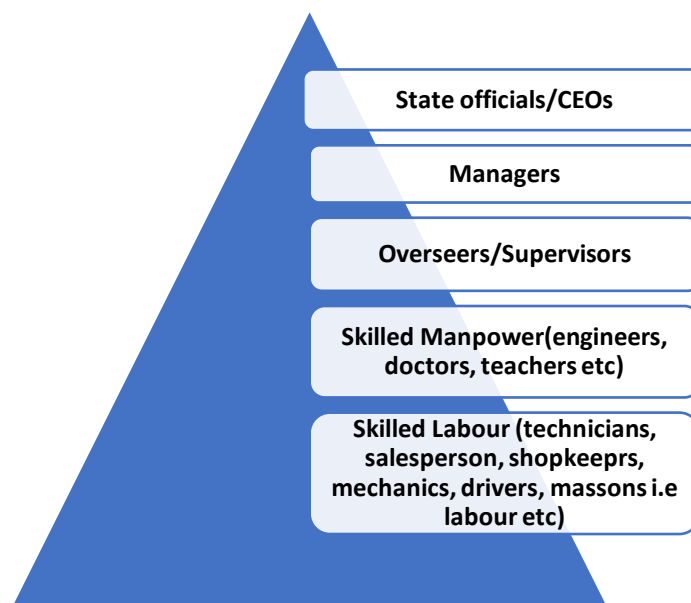 State officials/CEOs
Managers
Overseers/Supervisors
Skilled Manpower(engineers,
doctors, teachers etc)
Skilled Labour (technicians,
salesperson, shopkeeprs,
mechanics, drivers, massons i.e
labour etc)